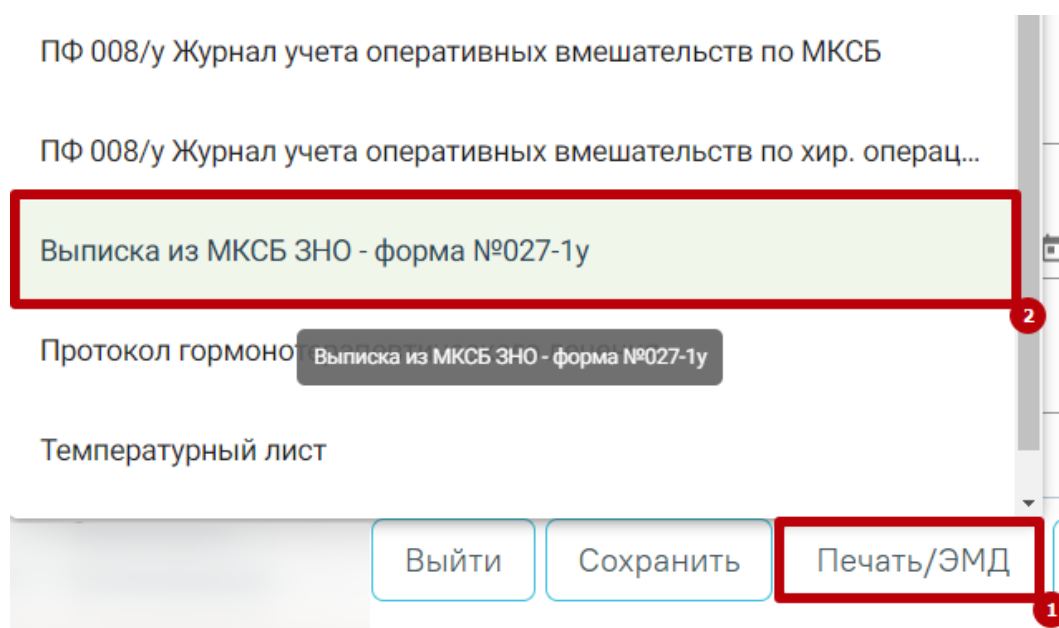 ПФ 008/у Журнал учета оперативных вмешательств по МКСБ
ПФ 008/у Журнал учета оперативных вмешательств по хир. операц...
Выписка из МКСБ ЗНО - форма №027-1у
2
Протокол
Выписка из МКСБ ЗНО - форма №027-1у
Температурный лист
Выйти
Сохранить
Печать/ЭМД
1